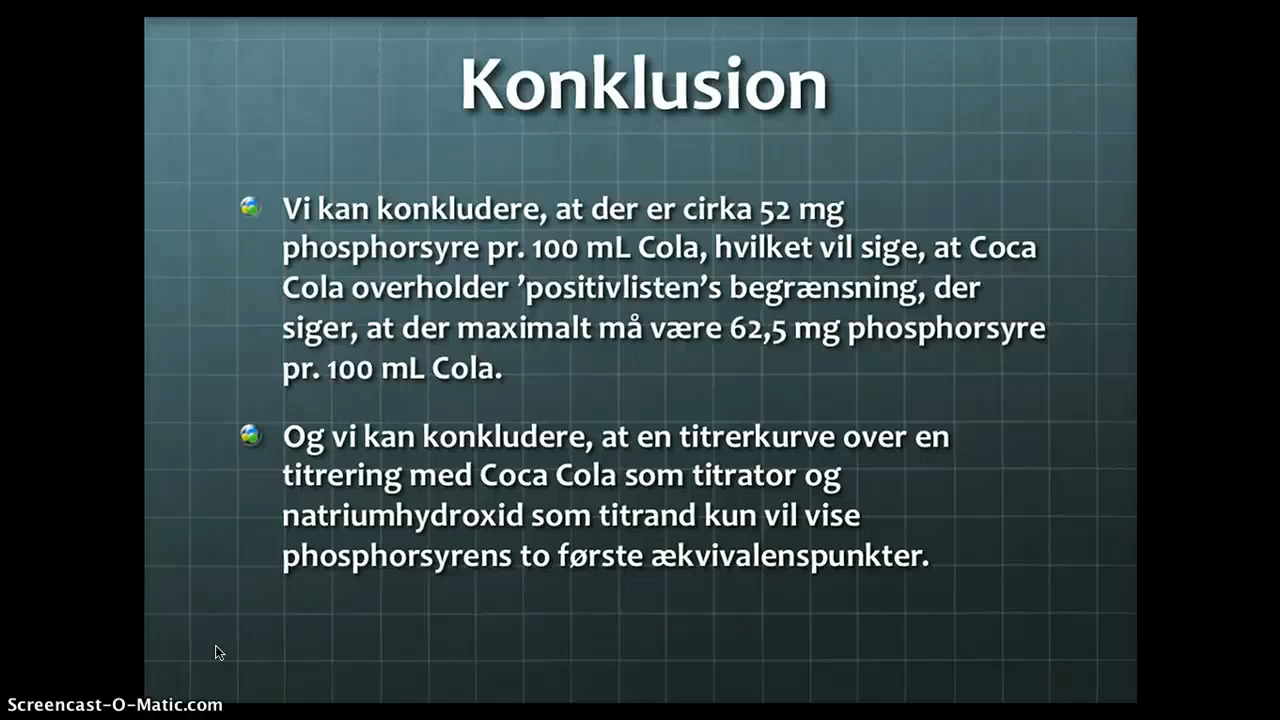 Konklusion
Vi kan konkludere, at der er cirka 52 mg
phosphorsyre pr. 100 mL Cola, hvilket vil sige, at Coca
Cola overholder ’positivlisten’s begrænsning, der
siger, at der maximalt må være 62,5 mg phosphorsyre
pr. 100 mL Cola.
Og vi kan konkludere, at en titrerkurve over en
titrering med Coca Cola som titrator og
natriumhydroxid som titrand kun vil vise
phosphorsyrens to første ækvivalenspunkter.
Screencast-O-Matic.com